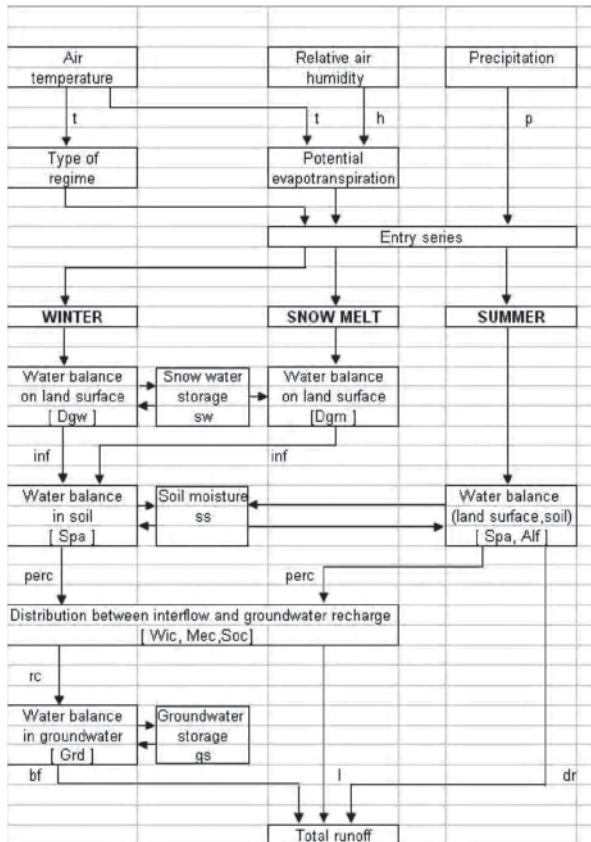 Air
temperature
Relative air
humidity
Precipitation
t
t
h
p
Type of
regime
Potential
evapotranspiration
Entry series
WINTER
SNOW MELT
SUMMER
Water balance
on land surface
[ Dgw ]
Snow water
storage
sw
Water balance
on land surface
[Dgm ]
inf
inf
Water balance
in soil
[ Spa ]
Soil moisture
ss
Water balance
(land surface,soil)
[ Spa, Alf ]
perc
perc
Distribution between interflow and groundwater recharge
[ Wic, Mec,Soc]
rc
Water balance
in groundwater
[ Grd ]
Groundwater
storage
gs
bf
I
dr
Total runoff